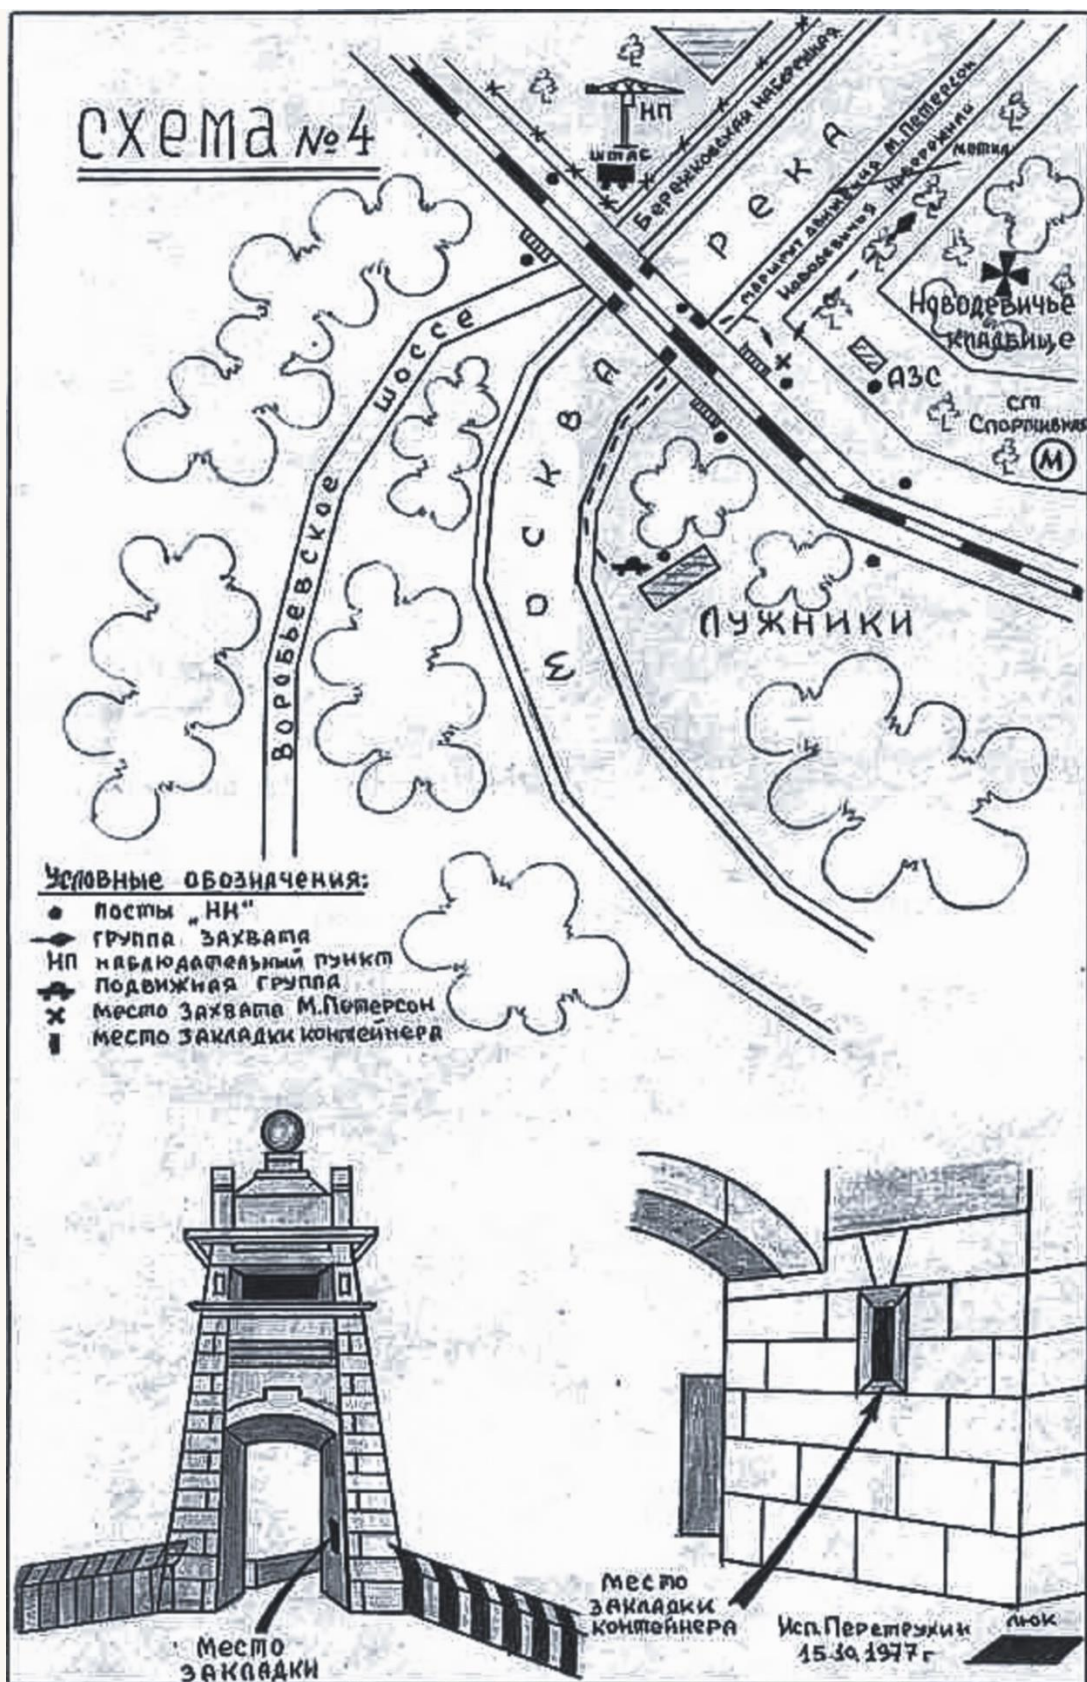 СХЕМА №4
НП
ШТАБ
БЕРЕЖКОВСКАЯ НАБЕРЕЖНАЯ
РЕКА
МОСКВА
МАРШРУТ ДВИЖЕНИЯ М.ПЕТЕРСОН
НОВОДЕВИЧЬЯ
НОВОДЕВИЧЬЕ
КЛАДБИЩЕ
АЗС
СТ
СПОРТИВНАЯ
М
ВОРОБЬЕВСКОЕ ШОССЕ
ЛУЖНИКИ
УСЛОВНЫЕ ОБОЗНАЧЕНИЯ:
ПОСТЫ „НН"
ГРУППА ЗАХВАТА
НП НАБЛЮДАТЕЛЬНЫЙ ПУНКТ
ПОДВИЖНАЯ ГРУППА
МЕСТО ЗАХВАТА М.ПЕТЕРСОН
МЕСТО ЗАКЛАДКИ КОНТЕЙНЕРА
МЕСТО
ЗАКЛАДКИ
МЕСТО
ЗАКЛАДКИ
КОНТЕЙНЕРА
ИСП. ПЕРЕТРУХИН
15.10.1977 г
ЛЮК